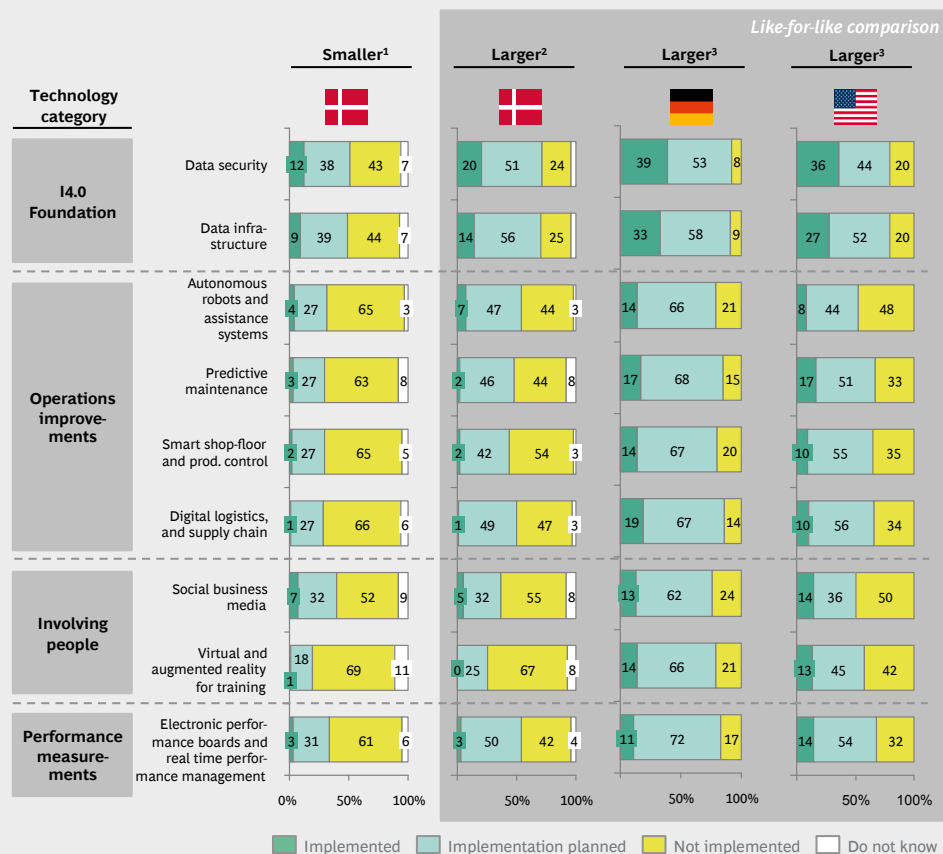 Like-for-like comparison
Smaller¹ Larger² Larger³ Larger³
Technology
category
I4.0
Foundation
Data security
12 38 43 7
20 51 24
39 53 8
36 44 20
Data infra-
structure
9 39 44 7
14 56 25
33 58 9
27 52 20
Operations
improve-
ments
Autonomous
robots and
assistance
systems
4 27 65 3
7 47 44 3
14 66 21
8 44 48
Predictive
maintenance
3 27 63 8
2 46 44 8
17 68 15
17 51 33
Smart shop-floor
and prod. control
2 27 65 5
2 42 54 3
14 67 20
10 55 35
Digital logistics,
and supply chain
1 27 66 6
1 49 47 3
19 67 14
10 56 34
Involving
people
Social business
media
7 32 52 9
5 32 55 8
13 62 24
14 36 50
Virtual and
augmented reality
for training
1 18 69 11
0 25 67 8
14 66 21
13 45 42
Performance
measure-
ments
Electronic perfor-
mance boards and
real time perfor-
mance management
3 31 61 6
3 50 42 4
11 72 17
14 54 32
0% 50% 100% 50% 100% 50% 100% 50% 100%
Implemented Implementation planned Not implemented Do not know